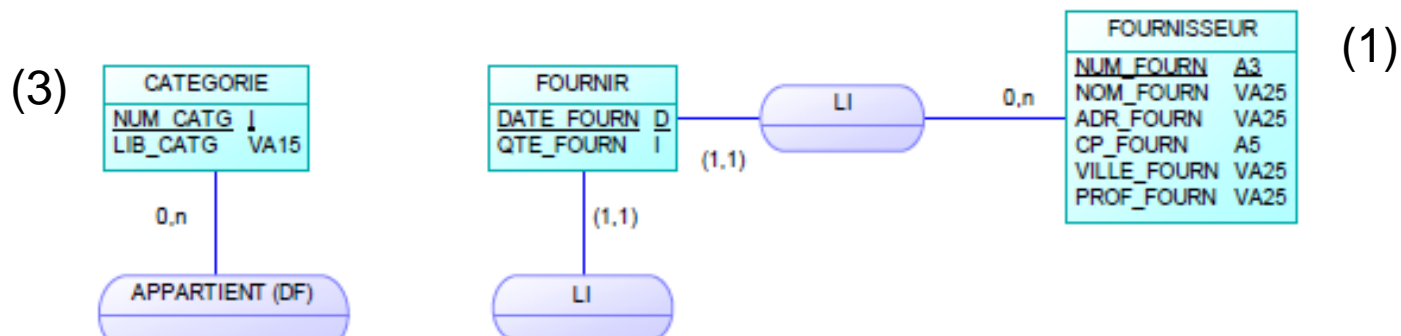 (3)
CATEGORIE
NUM_CATG I
LIB_CATG VA15
0,n
APPARTIENT (DF)
FOURNIR
DATE_FOURN D
QTE_FOURN I
(1,1)
LI
(1,1)
LI
0,n
FOURNISSEUR
NUM_FOURN A3
NOM_FOURN VA25
ADR_FOURN VA25
CP_FOURN A5
VILLE_FOURN VA25
PROF_FOURN VA25
(1)